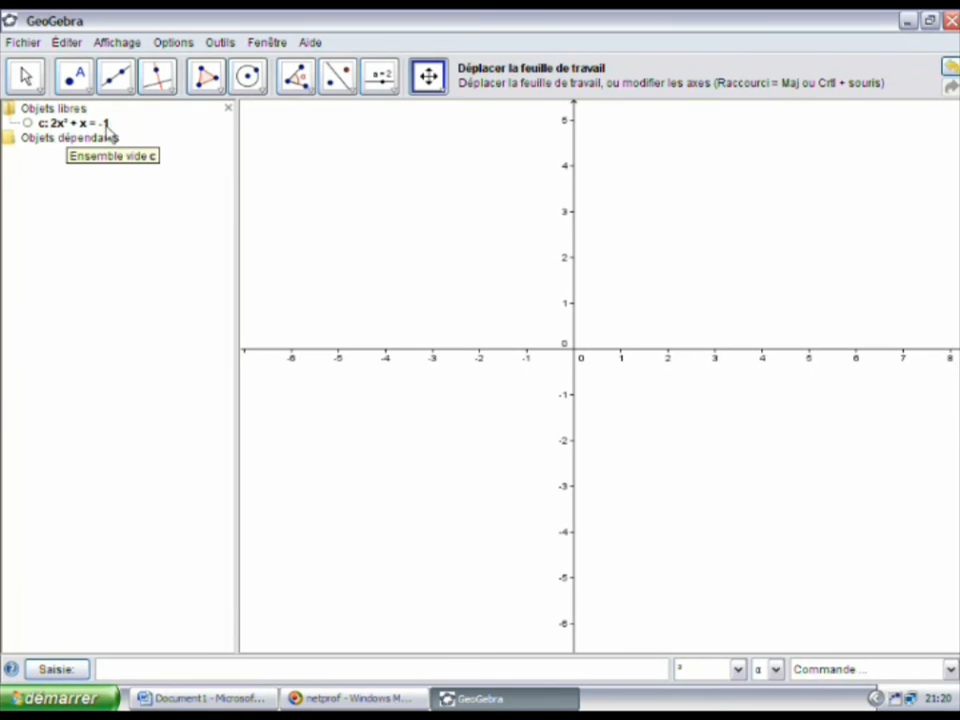 GeoGebra
Fichier Éditer Affichage Options Outils Fenêtre Aide
A
α
a=2
Déplacer la feuille de travail
Déplacer la feuille de travail, ou modifier les axes (Raccourci = Maj ou Crtl + souris)
Objets libres
c: 2x² + x = -1
Objets dépendants
Ensemble vide c
5
4
3
2
1
0
-6 -5 -4 -3 -2 -1 0 1 2 3 4 5 6 7 8
-1
-2
-3
-4
-5
-6
Saisie: ² α Commande ...
démarrer Document1 - Microsof... netprof - Windows M... GeoGebra 21:20